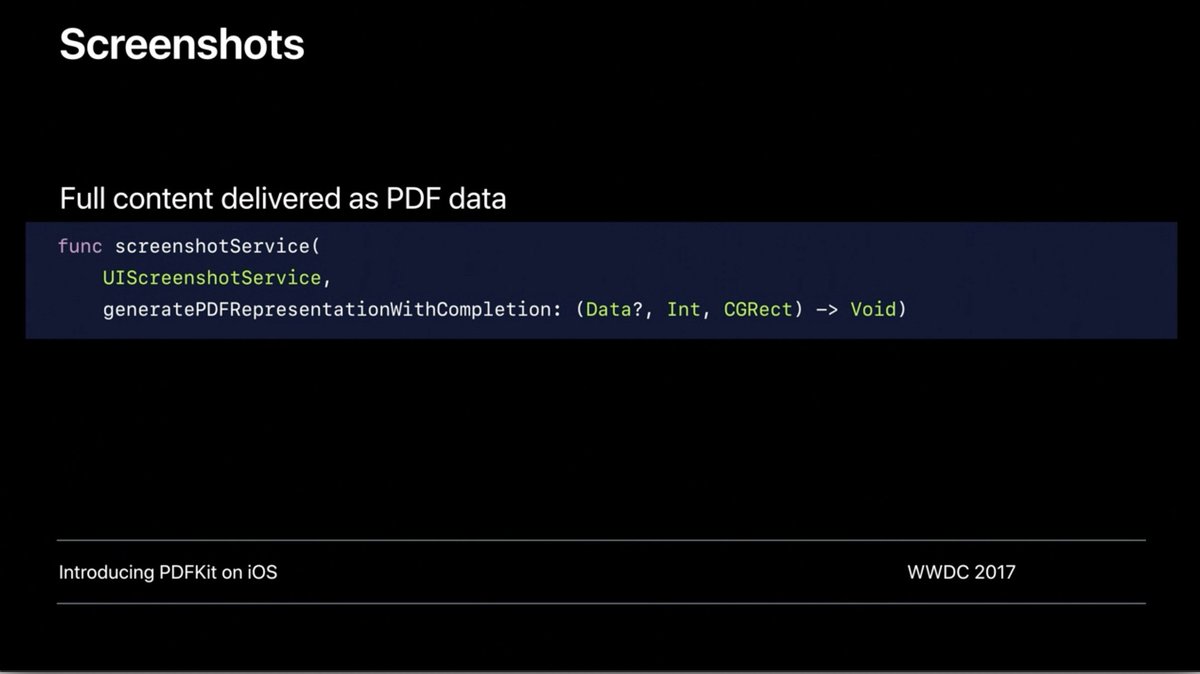 Screenshots
Full content delivered as PDF data
func screenshotService(
UIScreenshotService,
generatePDFRepresentationWithCompletion: (Data?, Int, CGRect) -> Void)
Introducing PDFKit on iOS
WWDC 2017